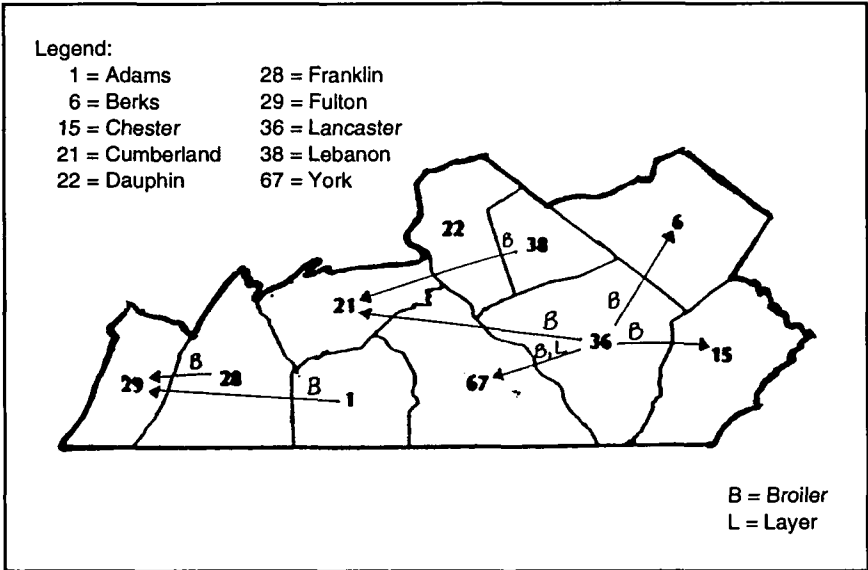 Legend:
1 = Adams
6 = Berks
15 = Chester
21 = Cumberland
22 = Dauphin
28 = Franklin
29 = Fulton
36 = Lancaster
38 = Lebanon
67 = York
6
22
B 38
21
B
B
36 B
15
B, L
67
B
29
28
B
1
B = Broiler
L = Layer